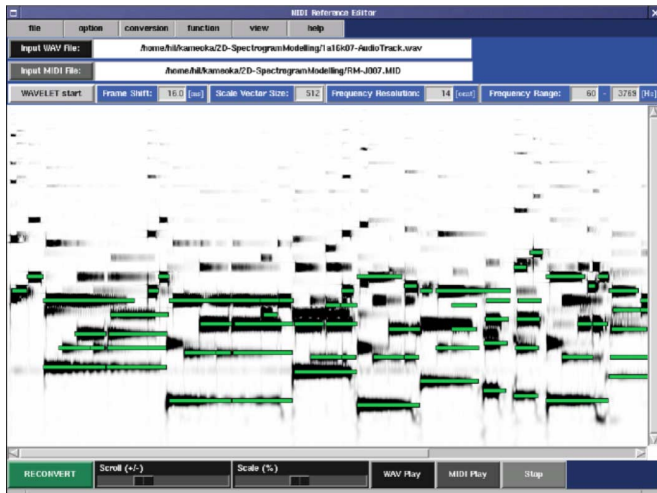 MIDI Reference Editor
file option conversion function view help
Input WAV File: /home/hil/kameoka/2D-SpectrogramModelling/1a16k07-AudioTrack.wav
Input MIDI File: /home/hil/kameoka/2D-SpectrogramModelling/RM-J007.MID
WAVELET start Frame Shift: 16.0 [ms] Scale Vector Size: 512 Frequency Resolution: 14 [cent] Frequency Range: 60 - 3769 [Hz]
RECONVERT Scroll (+/-) Scale (%) WAV Play MIDI Play Stop